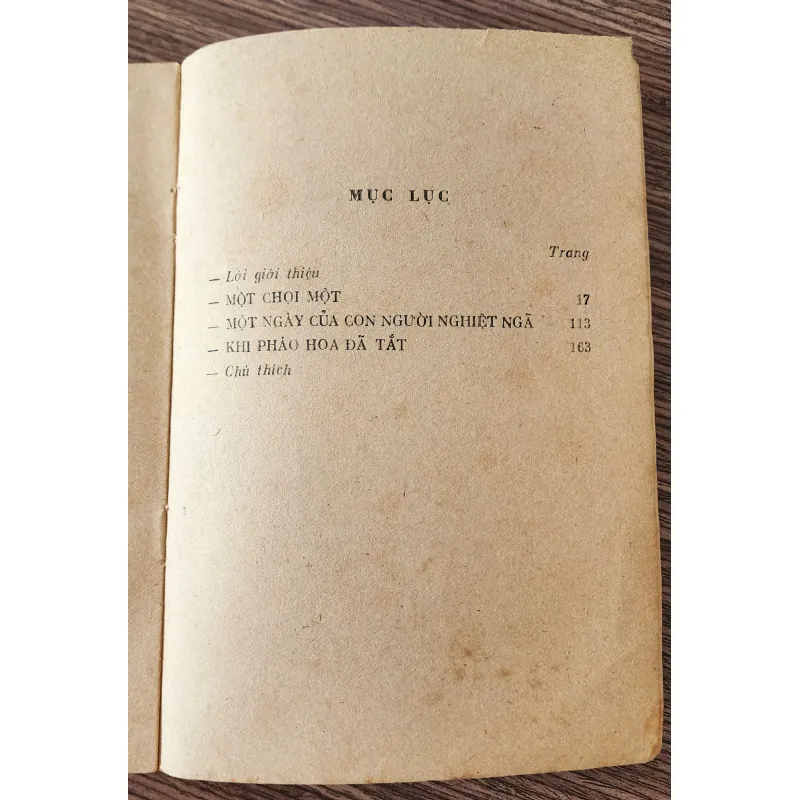 MỤC LỤC
Trang
— Lời giới thiệu
— MỘT CHỌI MỘT 17
— MỘT NGÀY CỦA CON NGƯỜI NGHIỆT NGÃ 113
— KHI PHÁO HOA ĐÃ TẮT 163
— Chú thích